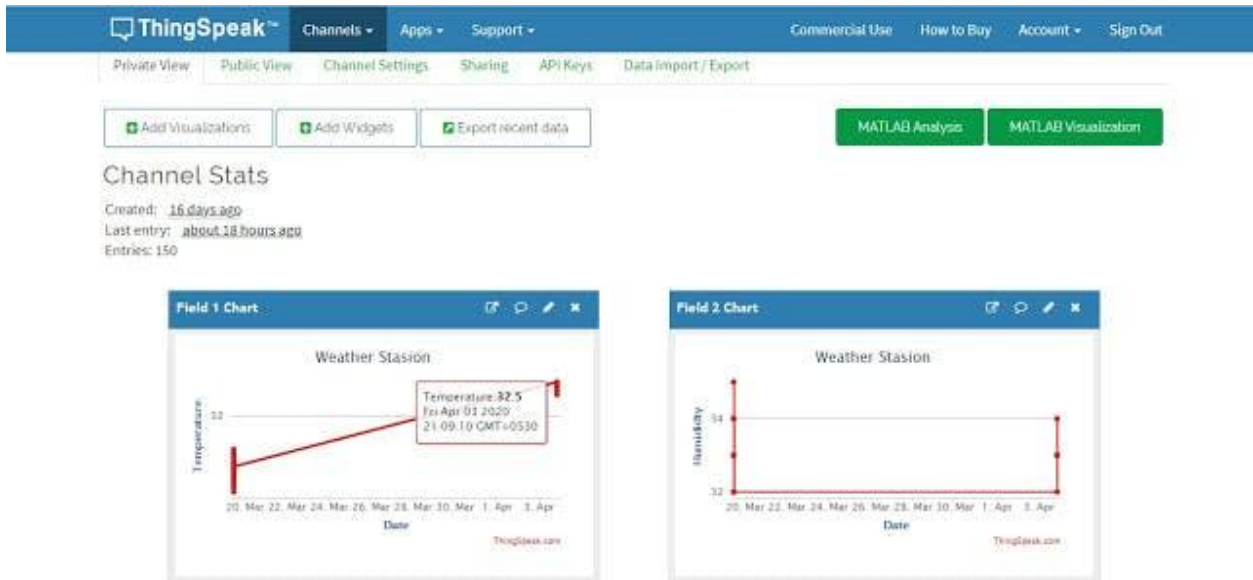 ThingSpeak™ Channels Apps Support Commercial Use How to Buy Account Sign Out
Private View Public View Channel Settings Sharing API Keys Data Import / Export
Add Visualizations Add Widgets Export recent data MATLAB Analysis MATLAB Visualization
Channel Stats
Created: 16 days ago
Last entry: about 18 hours ago
Entries: 150
Field 1 Chart
Weather Stasion
Temperature
32
Temperature 32.5
Fri Apr 03 2020
21:09:10 GMT+0530
20. Mar 22. Mar 24. Mar 26. Mar 28. Mar 30. Mar 1. Apr 3. Apr
Date
ThingSpeak.com
Field 2 Chart
Weather Stasion
Humidity
34
32
20. Mar 22. Mar 24. Mar 26. Mar 28. Mar 30. Mar 1. Apr 3. Apr
Date
ThingSpeak.com